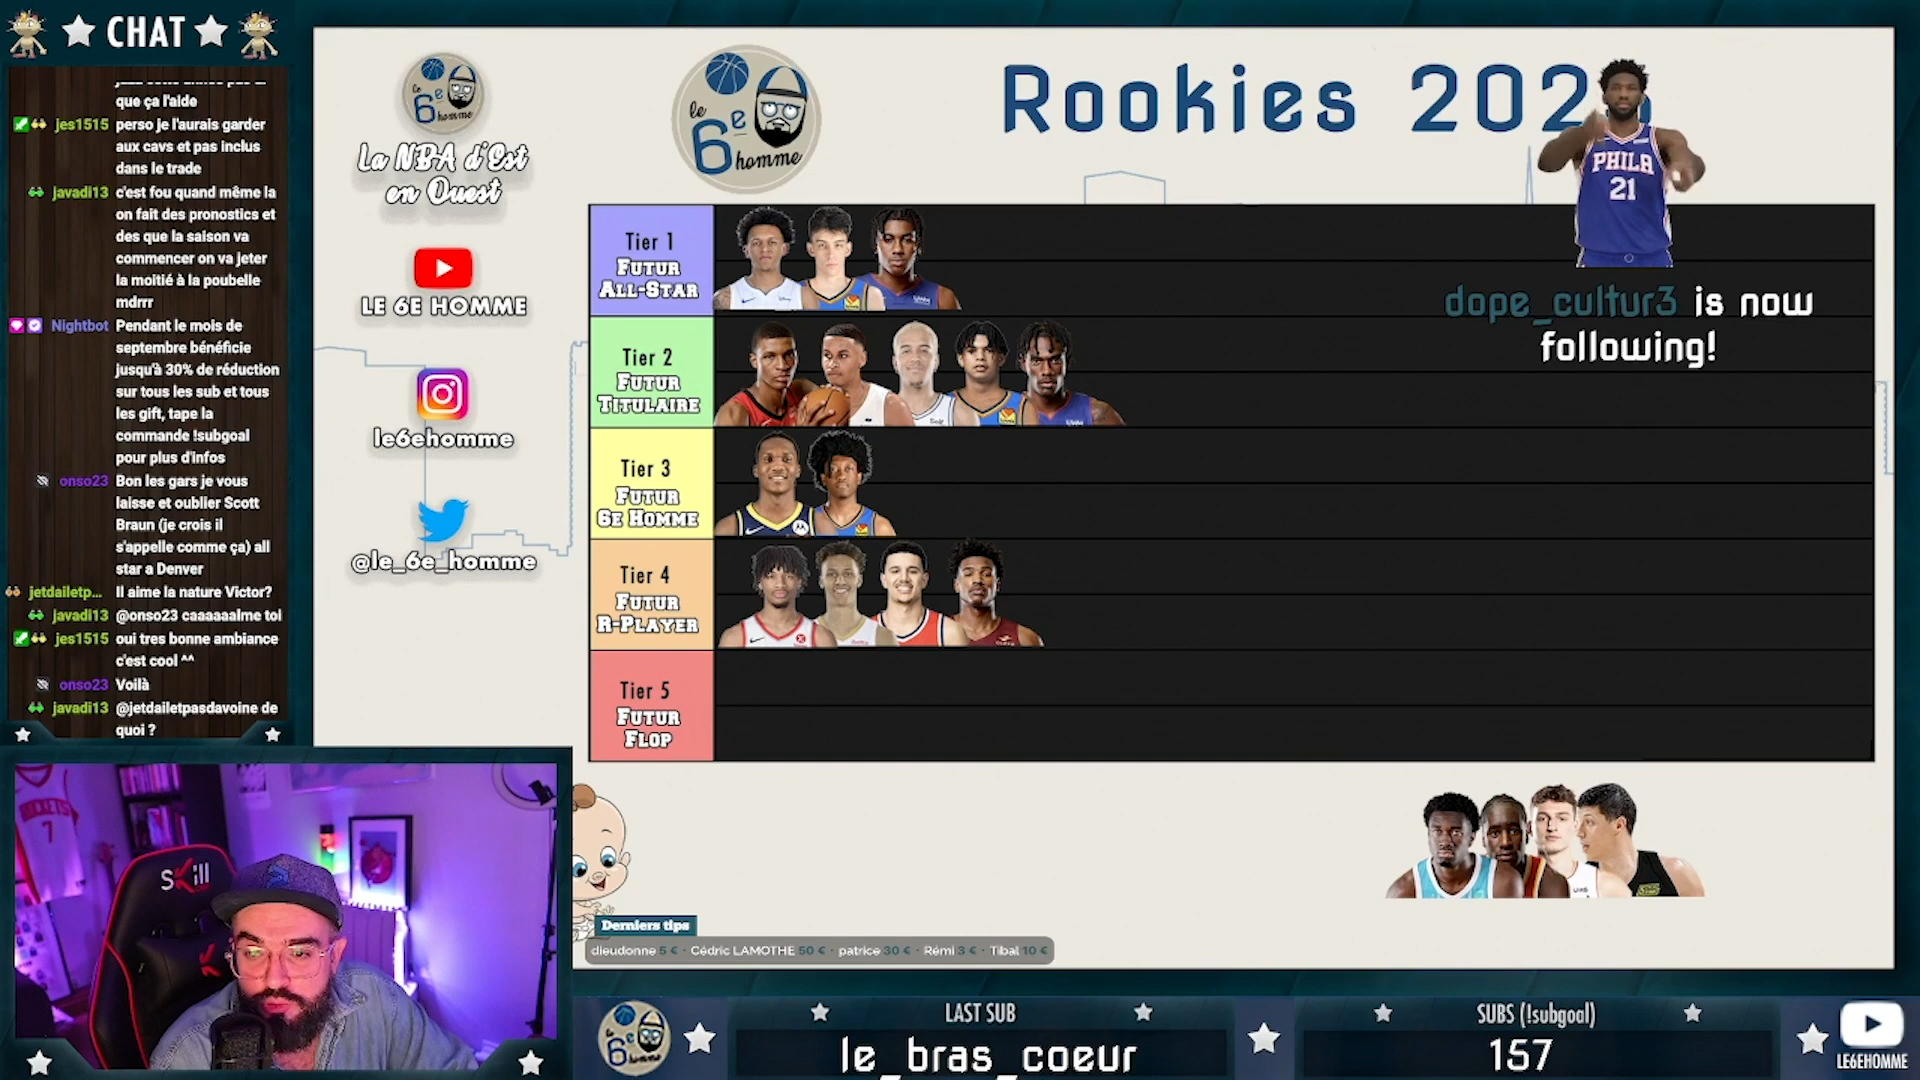 CHAT
que ça l'aide
jes1515 perso je l'aurais garder
aux cavs et pas inclus
dans le trade
javadi13 c'est fou quand même la
on fait des pronostics et
des que la saison va
commencer on va jeter
la moitié à la poubelle
mdrrr
Nightbot Pendant le mois de
septembre bénéficie
jusqu'à 30% de réduction
sur tous les sub et tous
les gift, tape la
commande !subgoal
pour plus d'infos
onso23 Bon les gars je vous
laisse et oublier Scott
Braun (je crois il
s'appelle comme ça) all
star a Denver
jetdailetp... Il aime la nature Victor?
javadi13 @onso23 caaaaaalme toi
jes1515 oui tres bonne ambiance
c'est cool ^^
onso23 Voilà
javadi13 @jetdailetpasdavoine de
quoi ?
le 6e homme
La NBA d'Est
en Ouest
LE 6E HOMME
le6ehomme
@le_6e_homme
le 6e homme
Rookies 202
PHILA
21
dope_cultur3 is now
following!
Tier 1
Futur
All-Star
Tier 2
Futur
Titulaire
Tier 3
Futur
6e Homme
Tier 4
Futur
R-Player
Tier 5
Futur
Flop
ROCKETS
7
SKILL
Derniers tips
dieudonne 5 € · Cédric LAMOTHE 50 € · patrice 30 € · Rémi 3 € · Tibal 10 €
le 6e homme
LAST SUB
le_bras_coeur
SUBS (!subgoal)
157
LE6EHOMME